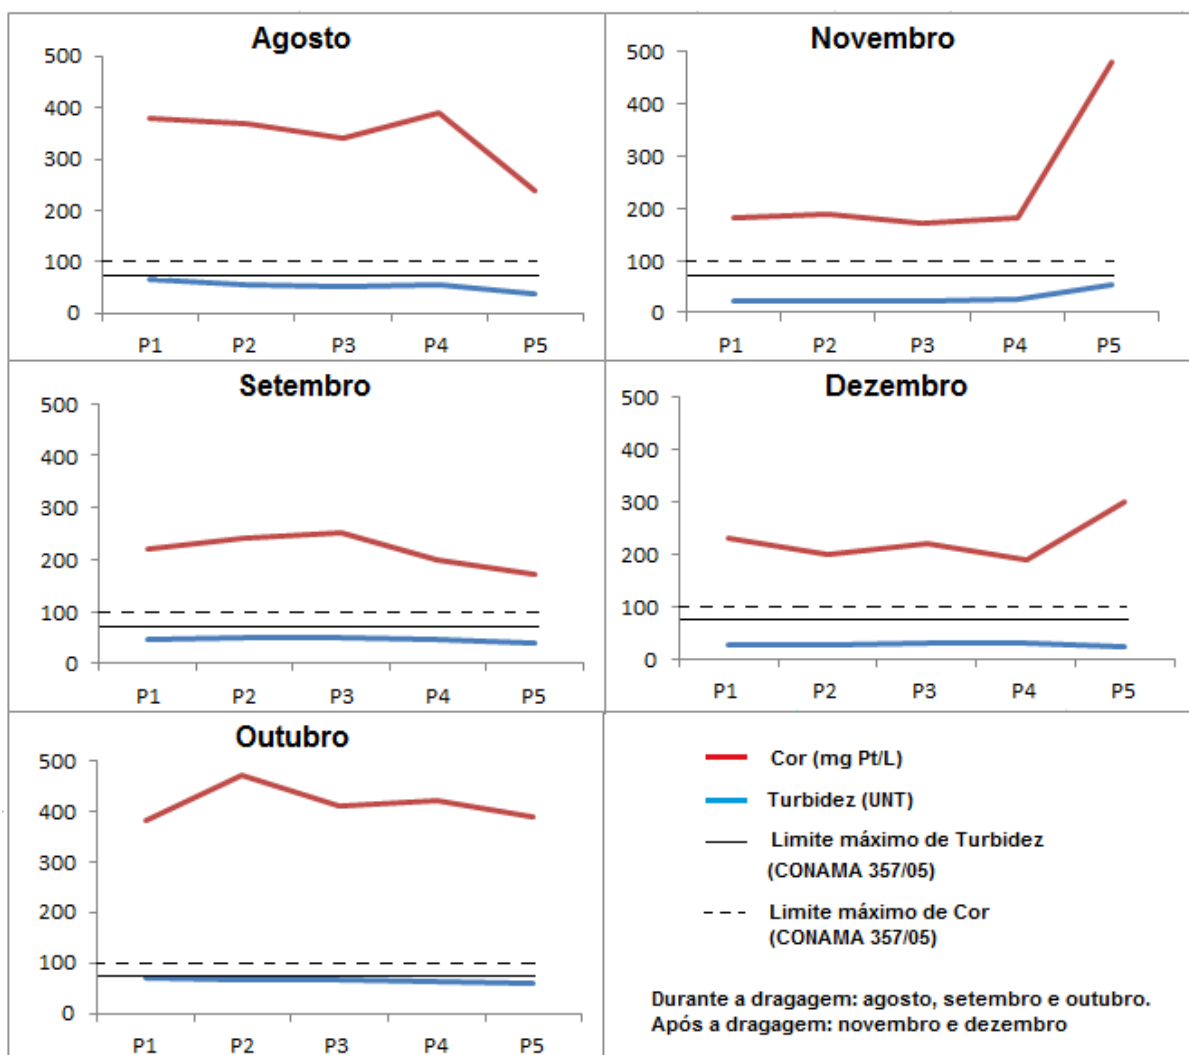 Agosto
500
400
300
200
100
0
P1 P2 P3 P4 P5
Novembro
500
400
300
200
100
0
P1 P2 P3 P4 P5
Setembro
500
400
300
200
100
0
P1 P2 P3 P4 P5
Dezembro
500
400
300
200
100
0
P1 P2 P3 P4 P5
Outubro
500
400
300
200
100
0
P1 P2 P3 P4 P5
Cor (mg Pt/L)
Turbidez (UNT)
Limite máximo de Turbidez
(CONAMA 357/05)
Limite máximo de Cor
(CONAMA 357/05)
Durante a dragagem: agosto, setembro e outubro.
Após a dragagem: novembro e dezembro